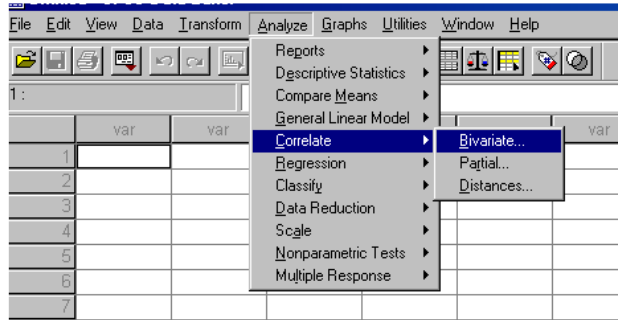 File Edit View Data Transform Analyze Graphs Utilities Window Help
1 :
Reports
Descriptive Statistics
Compare Means
General Linear Model
Correlate
Regression
Classify
Data Reduction
Scale
Nonparametric Tests
Multiple Response
Bivariate...
Partial...
Distances...
var var var
1
2
3
4
5
6
7